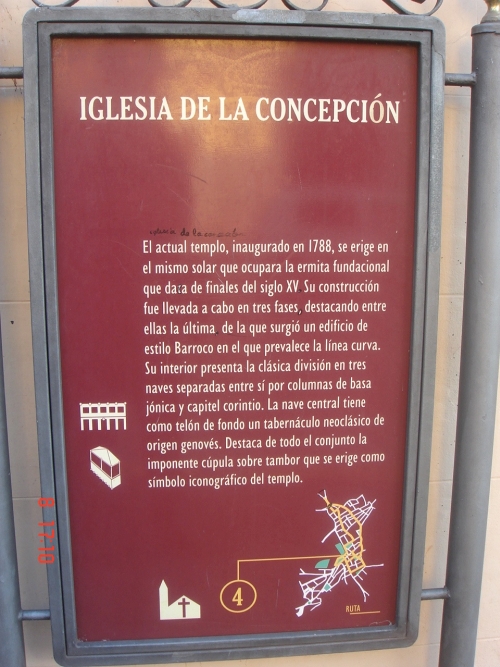 IGLESIA DE LA CONCEPCIÓN
iglesia de la
El actual templo, inaugurado en 1788, se erige en
el mismo solar que ocupara la ermita fundacional
que data de finales del siglo XV. Su construcción
fue llevada a cabo en tres fases, destacando entre
ellas la última, de la que surgió un edificio de
estilo Barroco en el que prevalece la línea curva.
Su interior presenta la clásica división en tres
naves separadas entre sí por columnas de basa
jónica y capitel corintio. La nave central tiene
como telón de fondo un tabernáculo neoclásico de
origen genovés. Destaca de todo el conjunto la
imponente cúpula sobre tambor que se erige como
símbolo iconográfico del templo.
4
RUTA
8 17:10